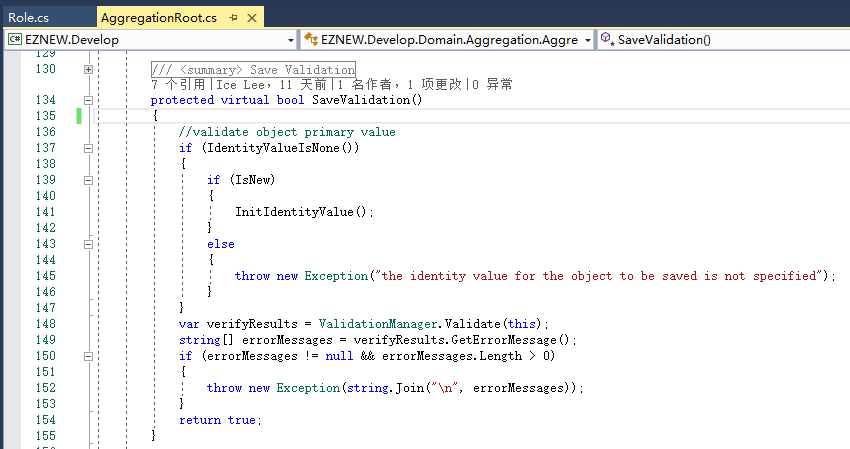 Role.cs AggregationRoot.cs
C# EZNEW.Develop EZNEW.Develop.Domain.Aggregation.Aggre SaveValidation()
129
130 /// <summary> Save Validation
7 个引用|Ice Lee, 11 天前|1 名作者, 1 项更改|0 异常
134 protected virtual bool SaveValidation()
135 {
136 //validate object primary value
137 if (IdentityValueIsNone())
138 {
139 if (IsNew)
140 {
141 InitIdentityValue();
142 }
143 else
144 {
145 throw new Exception("the identity value for the object to be saved is not specified");
146 }
147 }
148 var verifyResults = ValidationManager.Validate(this);
149 string[] errorMessages = verifyResults.GetErrorMessage();
150 if (errorMessages != null && errorMessages.Length > 0)
151 {
152 throw new Exception(string.Join("\n", errorMessages));
153 }
154 return true;
155 }